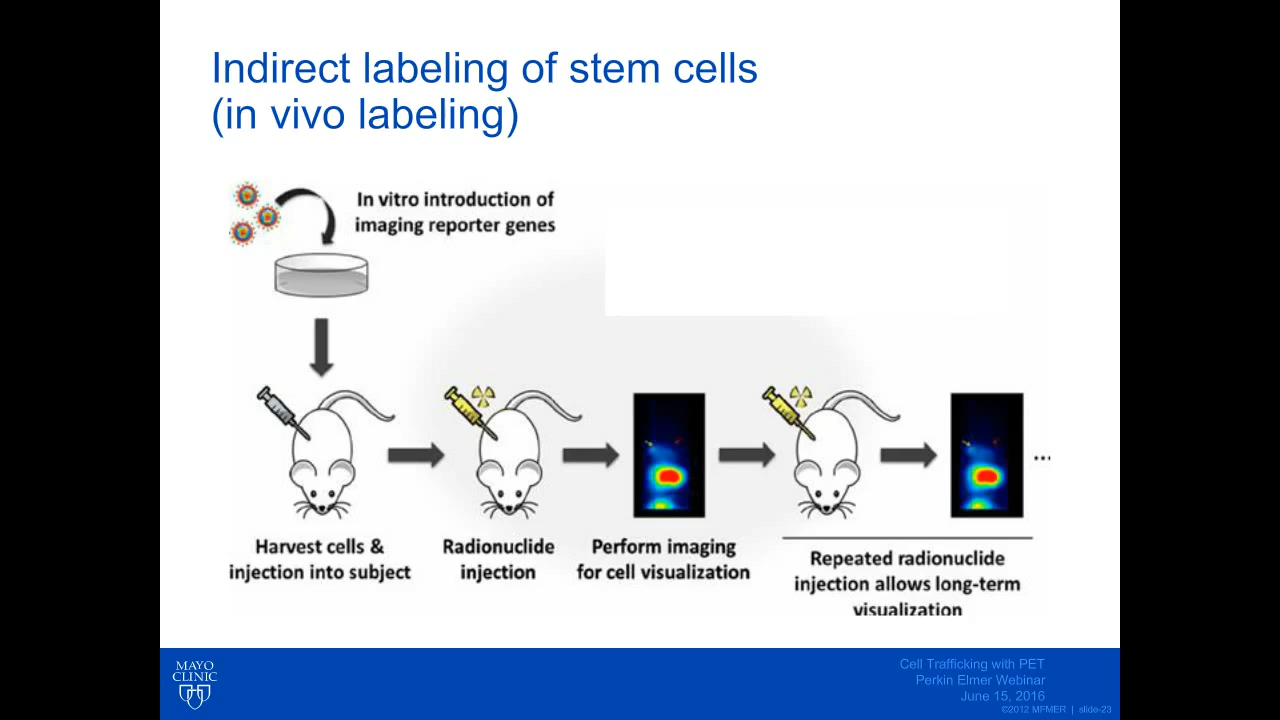 Indirect labeling of stem cells
(in vivo labeling)
In vitro introduction of
imaging reporter genes
Harvest cells &
injection into subject
Radionuclide
injection
Perform imaging
for cell visualization
...
Repeated radionuclide
injection allows long-term
visualization
MAYO
CLINIC
Cell Trafficking with PET
Perkin Elmer Webinar
June 15, 2016
©2012 MFMER | slide-23